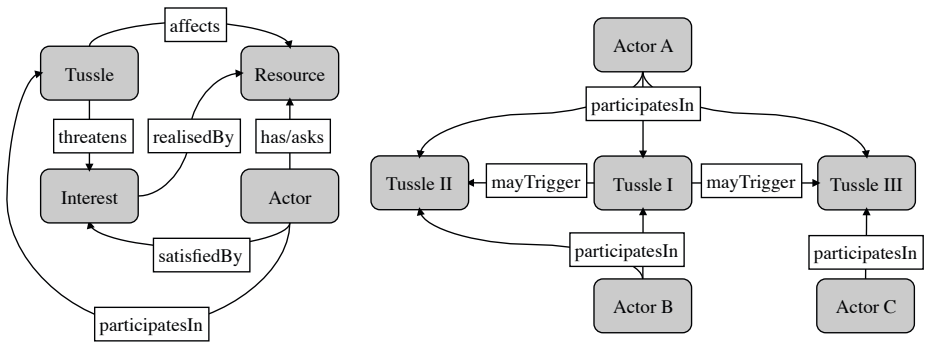 affects
Tussle
Resource
threatens
realisedBy
has/asks
Interest
Actor
satisfiedBy
participatesIn
Actor A
participatesIn
Tussle II
mayTrigger
Tussle I
mayTrigger
Tussle III
participatesIn
participatesIn
Actor B
Actor C